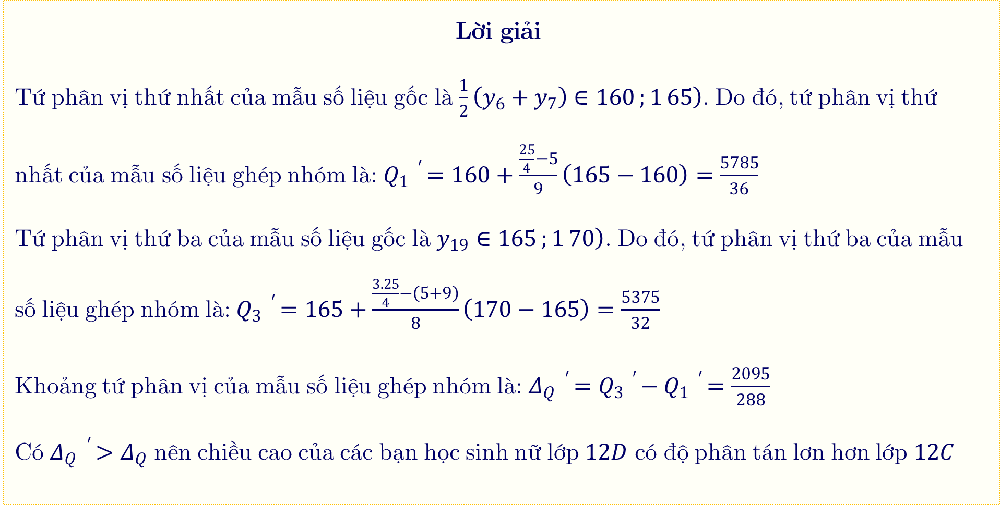 Lời giải
Tứ phân vị thứ nhất của mẫu số liệu gốc là $\frac{1}{2}(y_6 + y_7) \in 160\,; 1\,65)$. Do đó, tứ phân vị thứ
nhất của mẫu số liệu ghép nhóm là: $Q_1\ ' = 160 + \frac{\frac{25}{4}-5}{9}(165 - 160) = \frac{5785}{36}$
Tứ phân vị thứ ba của mẫu số liệu gốc là $y_{19} \in 165\,; 1\,70)$. Do đó, tứ phân vị thứ ba của mẫu
số liệu ghép nhóm là: $Q_3\ ' = 165 + \frac{\frac{3.25}{4}-(5+9)}{8}(170 - 165) = \frac{5375}{32}$
Khoảng tứ phân vị của mẫu số liệu ghép nhóm là: $\Delta_Q\ ' = Q_3\ ' - Q_1\ ' = \frac{2095}{288}$
Có $\Delta_Q\ ' > \Delta_Q$ nên chiều cao của các bạn học sinh nữ lớp $12D$ có độ phân tán lơn hơn lớp $12C$